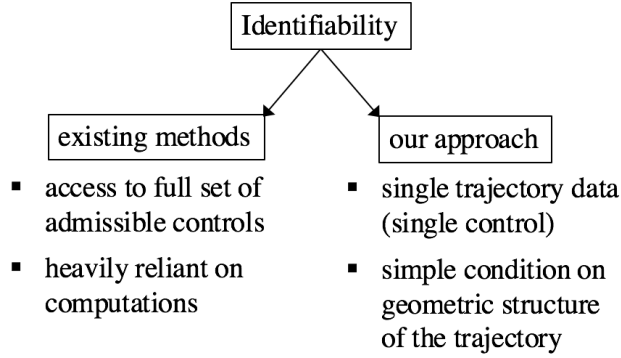 Identifiability
existing methods
▪ access to full set of
admissible controls
▪ heavily reliant on
computations
our approach
▪ single trajectory data
(single control)
▪ simple condition on
geometric structure
of the trajectory